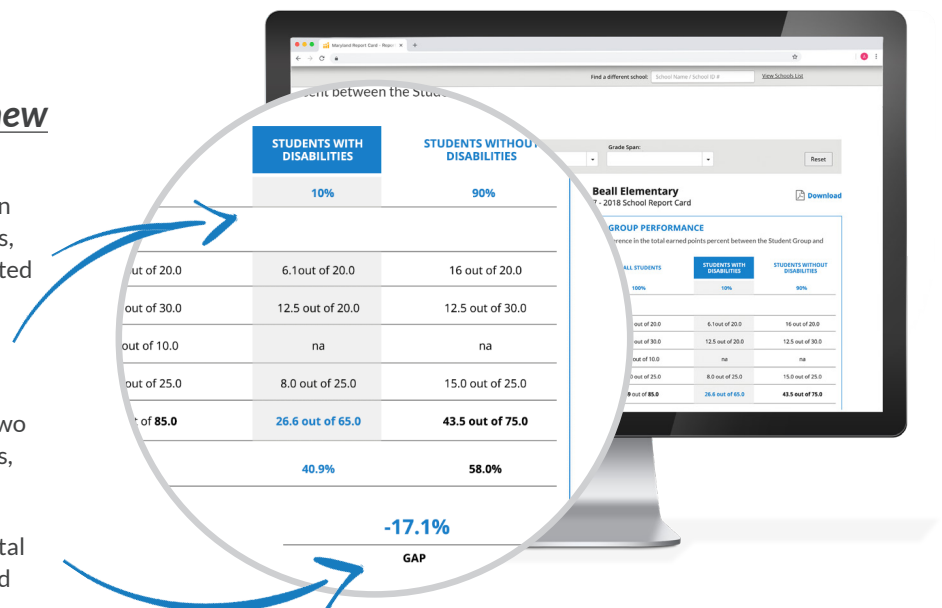 new
n
s,
ted
wo
s,
tal
d
Maryland Report Card - Report
Find a different school: School Name / School ID # View Schools List
between the Stud
STUDENTS WITH DISABILITIES
STUDENTS WITHOUT DISABILITIES
10% 90%
out of 20.0 6.1out of 20.0 16 out of 20.0
out of 30.0 12.5 out of 20.0 12.5 out of 30.0
out of 10.0 na na
out of 25.0 8.0 out of 25.0 15.0 out of 25.0
of 85.0 26.6 out of 65.0 43.5 out of 75.0
40.9% 58.0%
-17.1%
GAP
Grade Span:
Reset
Beall Elementary
7 - 2018 School Report Card
Download
GROUP PERFORMANCE
erence in the total earned points percent between the Student Group and
ALL STUDENTS
STUDENTS WITH DISABILITIES
STUDENTS WITHOUT DISABILITIES
100% 10% 90%
out of 20.0 6.1out of 20.0 16 out of 20.0
out of 30.0 12.5 out of 20.0 12.5 out of 30.0
out of 10.0 na na
out of 25.0 8.0 out of 25.0 15.0 out of 25.0
out of 85.0 26.6 out of 65.0 43.5 out of 75.0